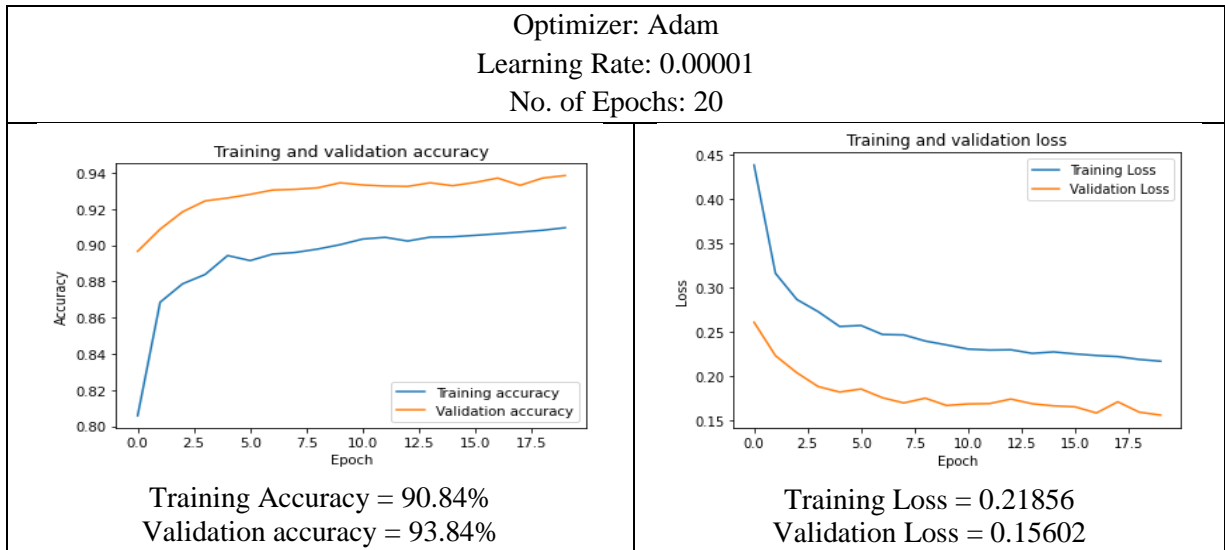 Optimizer: Adam
Learning Rate: 0.00001
No. of Epochs: 20
Training and validation accuracy
0.94
0.92
0.90
0.88
0.86
0.84
0.82
0.80
Accuracy
Training accuracy
Validation accuracy
0.0 2.5 5.0 7.5 10.0 12.5 15.0 17.5
Epoch
Training Accuracy = 90.84%
Validation accuracy = 93.84%
Training and validation loss
0.45
0.40
0.35
0.30
0.25
0.20
0.15
Loss
Training Loss
Validation Loss
0.0 2.5 5.0 7.5 10.0 12.5 15.0 17.5
Epoch
Training Loss = 0.21856
Validation Loss = 0.15602